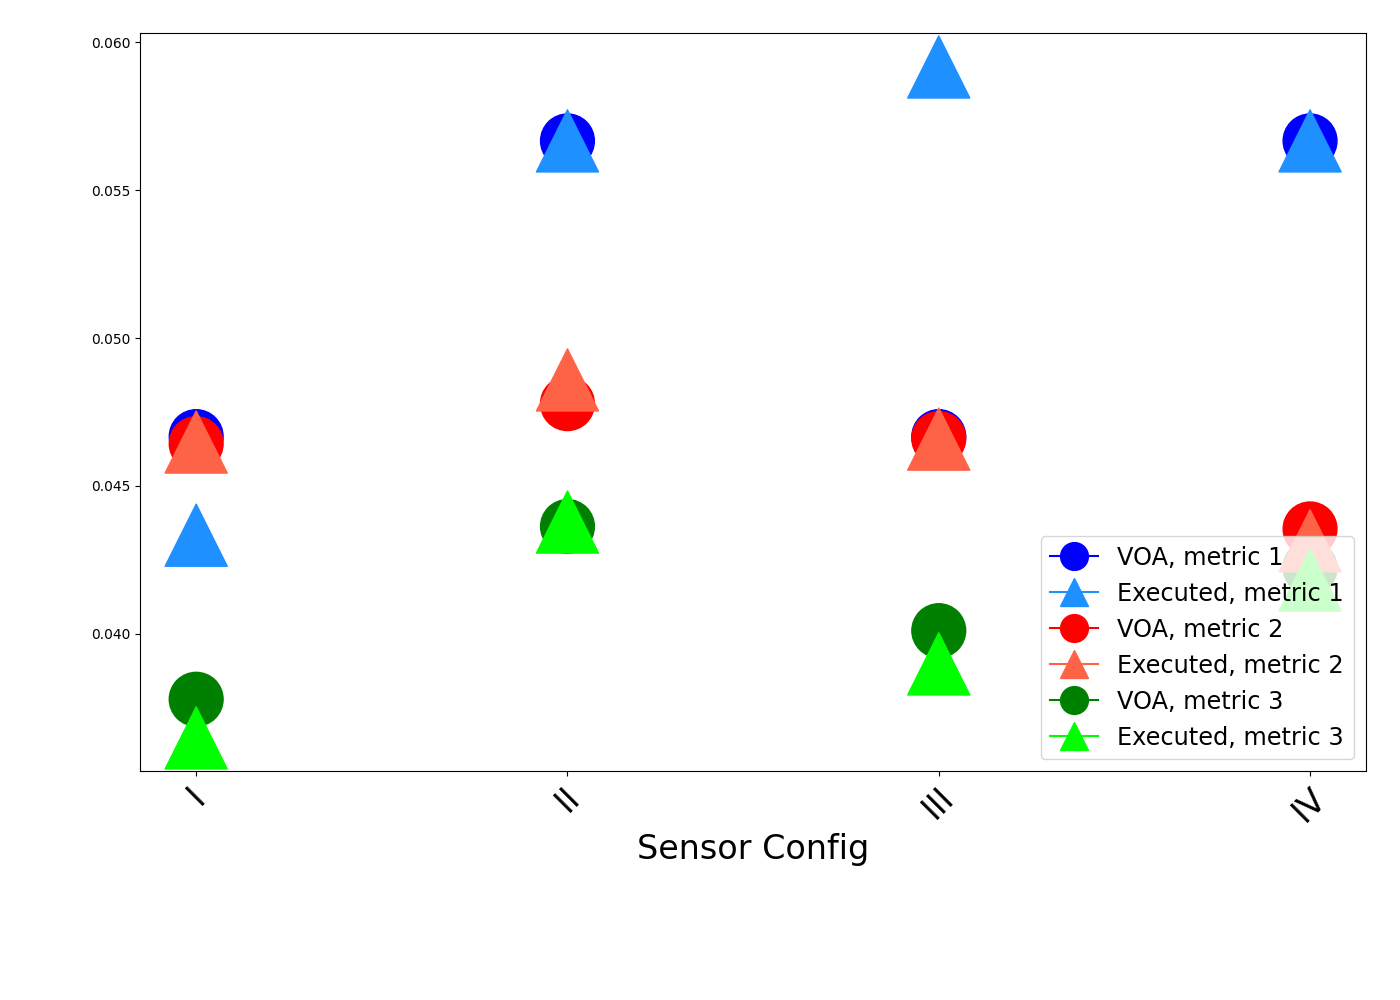 0.060
0.055
0.050
0.045
0.040
VOA, metric 1
Executed, metric 1
VOA, metric 2
Executed, metric 2
VOA, metric 3
Executed, metric 3
I
II
III
IV
Sensor Config